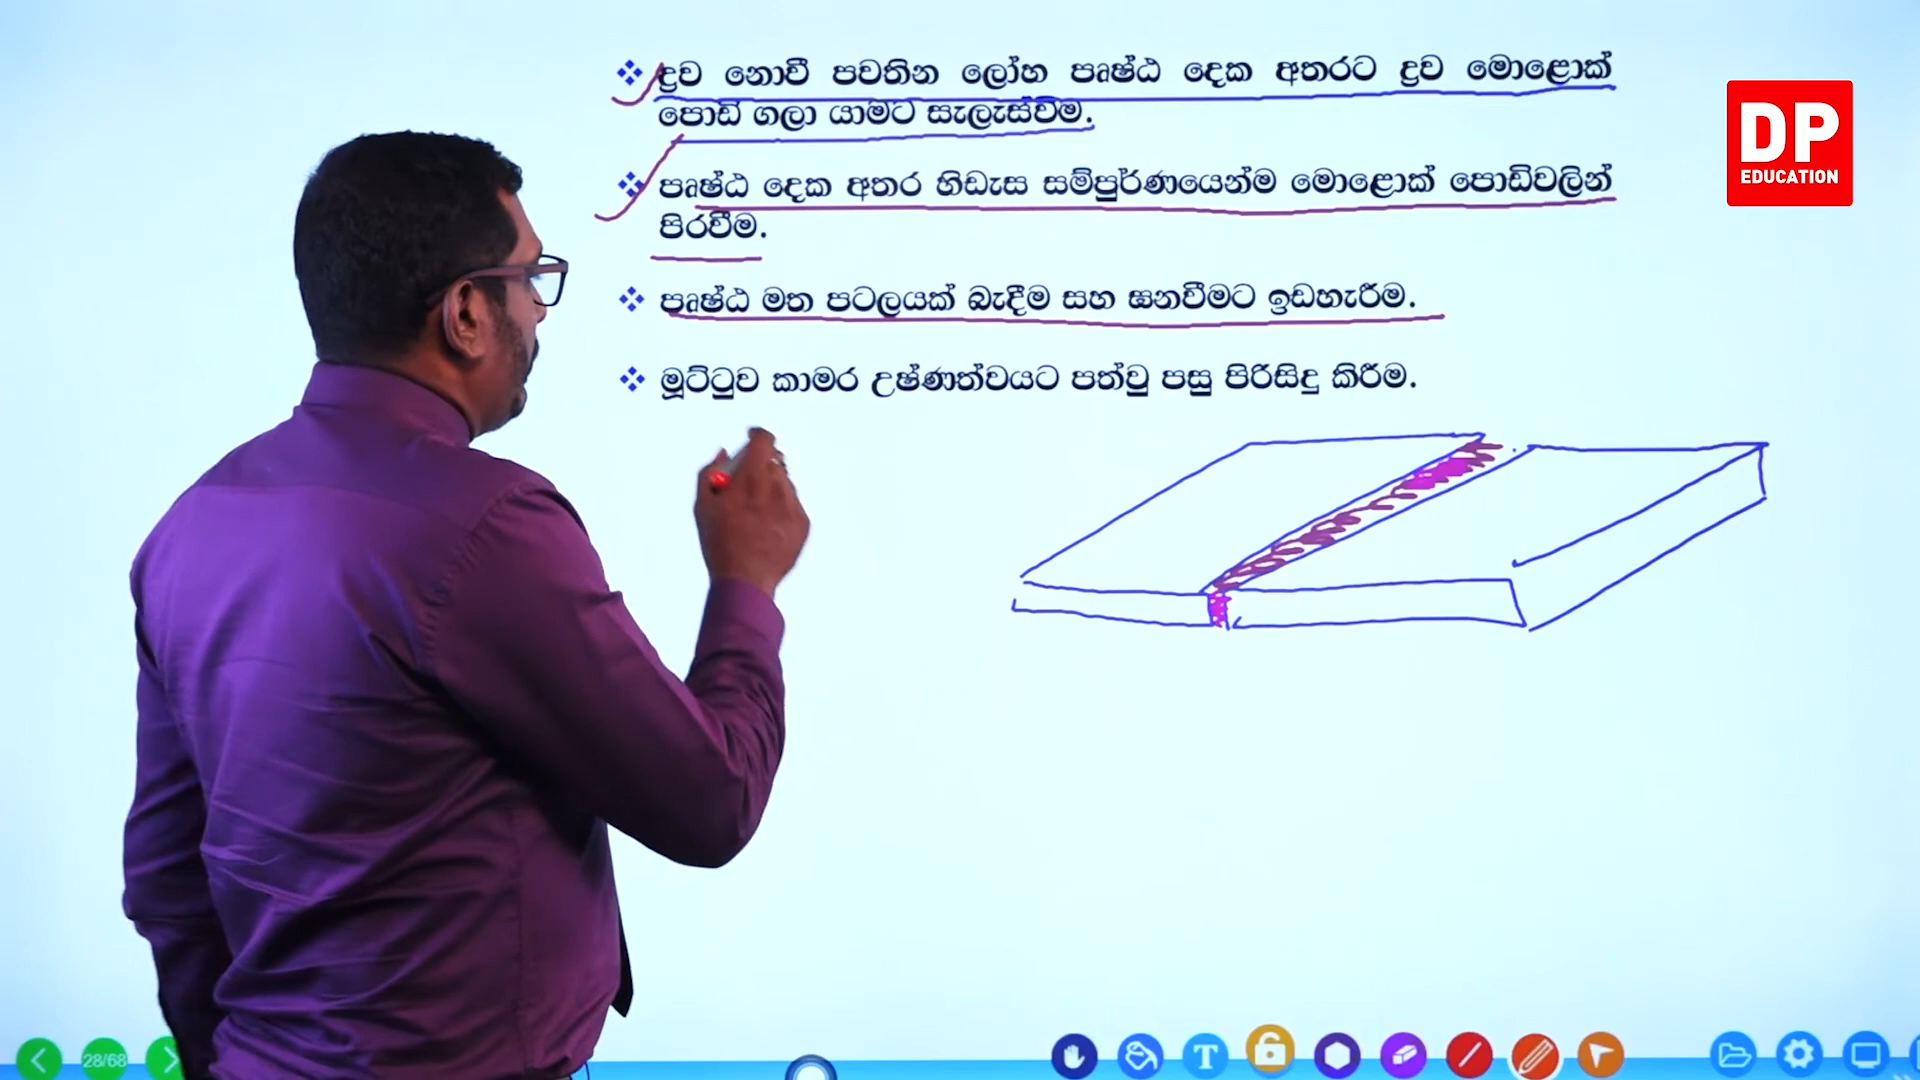 ද්‍රව නොවී පවතින ලෝහ පෘෂ්ඨ දෙක අතරට ද්‍රව මොළොක්
පොඩි ගලා යාමට සැලැස්වීම.
පෘෂ්ඨ දෙක අතර හිඩැස සම්පුර්ණයෙන්ම මොළොක් පොඩිවලින්
පිරවීම.
පෘෂ්ඨ මත පටලයක් බැදීම සහ ඝනවීමට ඉඩහැරීම.
මූට්ටුව කාමර උෂ්ණත්වයට පත්වු පසු පිරිසිදු කිරීම.
DP
EDUCATION
28/68
T